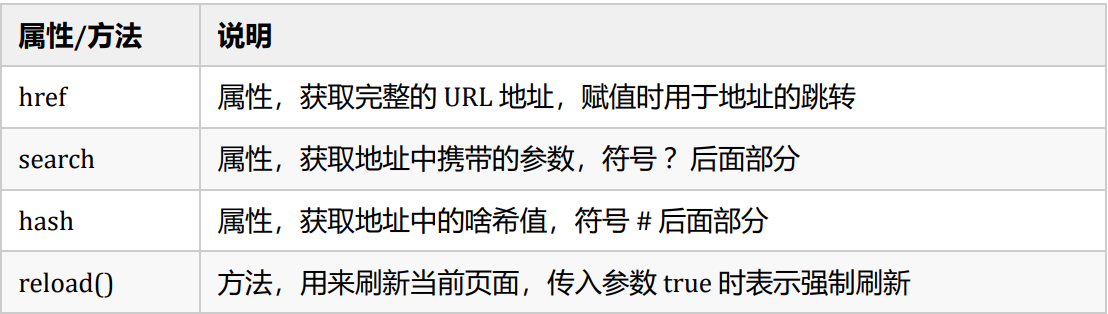 属性/方法 说明
href 属性，获取完整的 URL 地址，赋值时用于地址的跳转
search 属性，获取地址中携带的参数，符号？后面部分
hash 属性，获取地址中的啥希值，符号 # 后面部分
reload() 方法，用来刷新当前页面，传入参数 true 时表示强制刷新